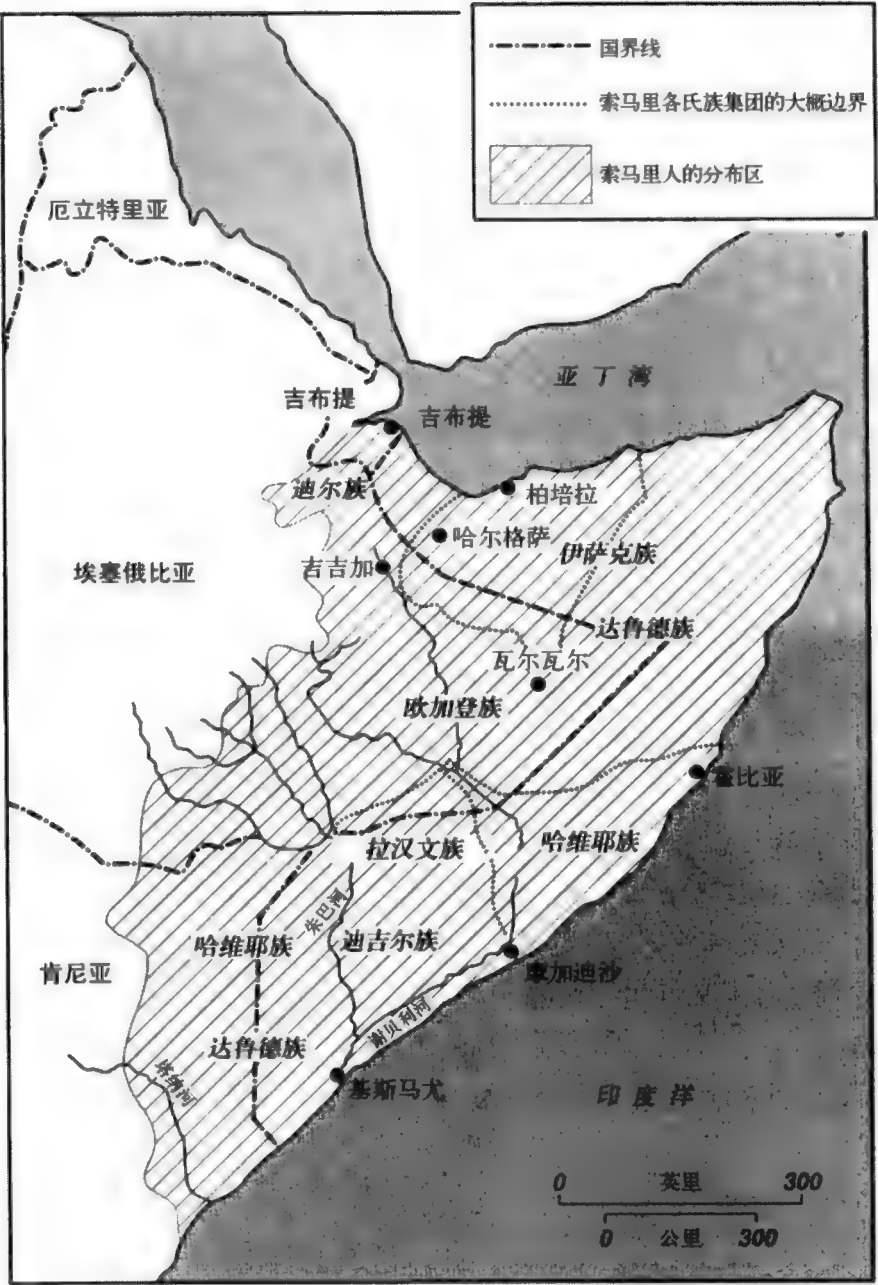 国界线
索马里各氏族集团的大概边界
索马里人的分布区
厄立特里亚
亚丁湾
吉布提
吉布提
迪尔族
柏培拉
哈尔格萨
伊萨克族
吉吉加
埃塞俄比亚
达鲁德族
瓦尔瓦尔
欧加登族
霍比亚
拉汉文族
哈维耶族
朱巴河
哈维耶族
迪吉尔族
肯尼亚
摩加迪沙
谢贝利河
达鲁德族
塔纳河
基斯马尤
印度洋
0 英里 300
0 公里 300